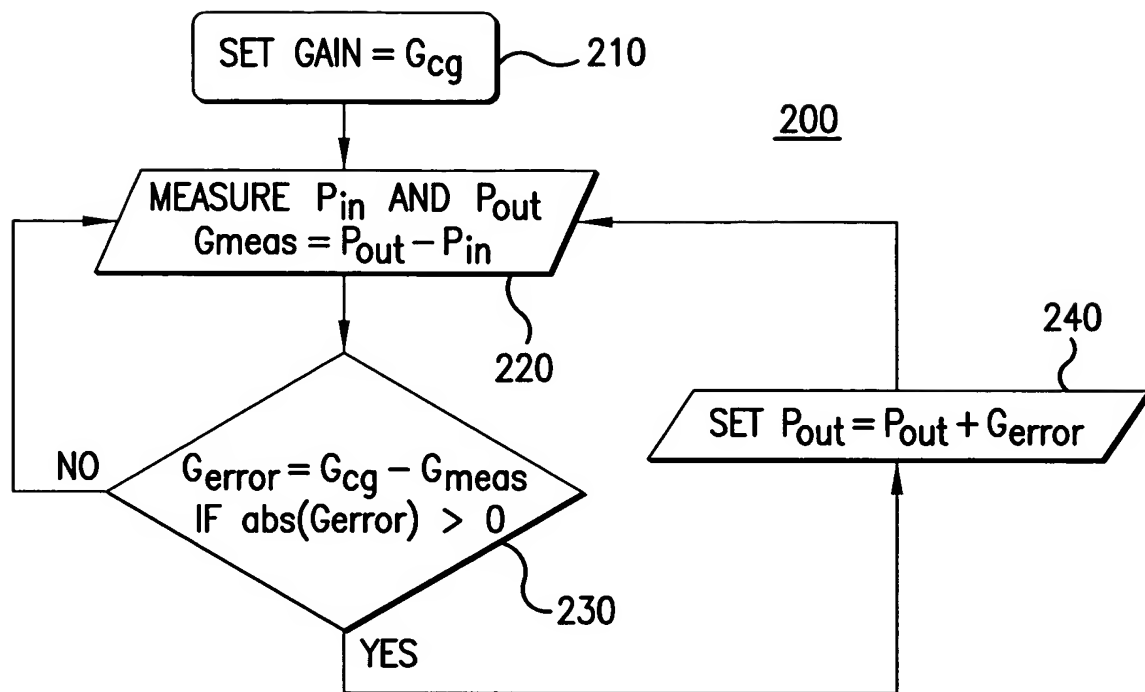 SET GAIN = Gcg
210
200
MEASURE Pin AND Pout
Gmeas = Pout - Pin
220
240
SET Pout = Pout + Gerror
NO
Gerror = Gcg - Gmeas
IF abs(Gerror) > 0
230
YES